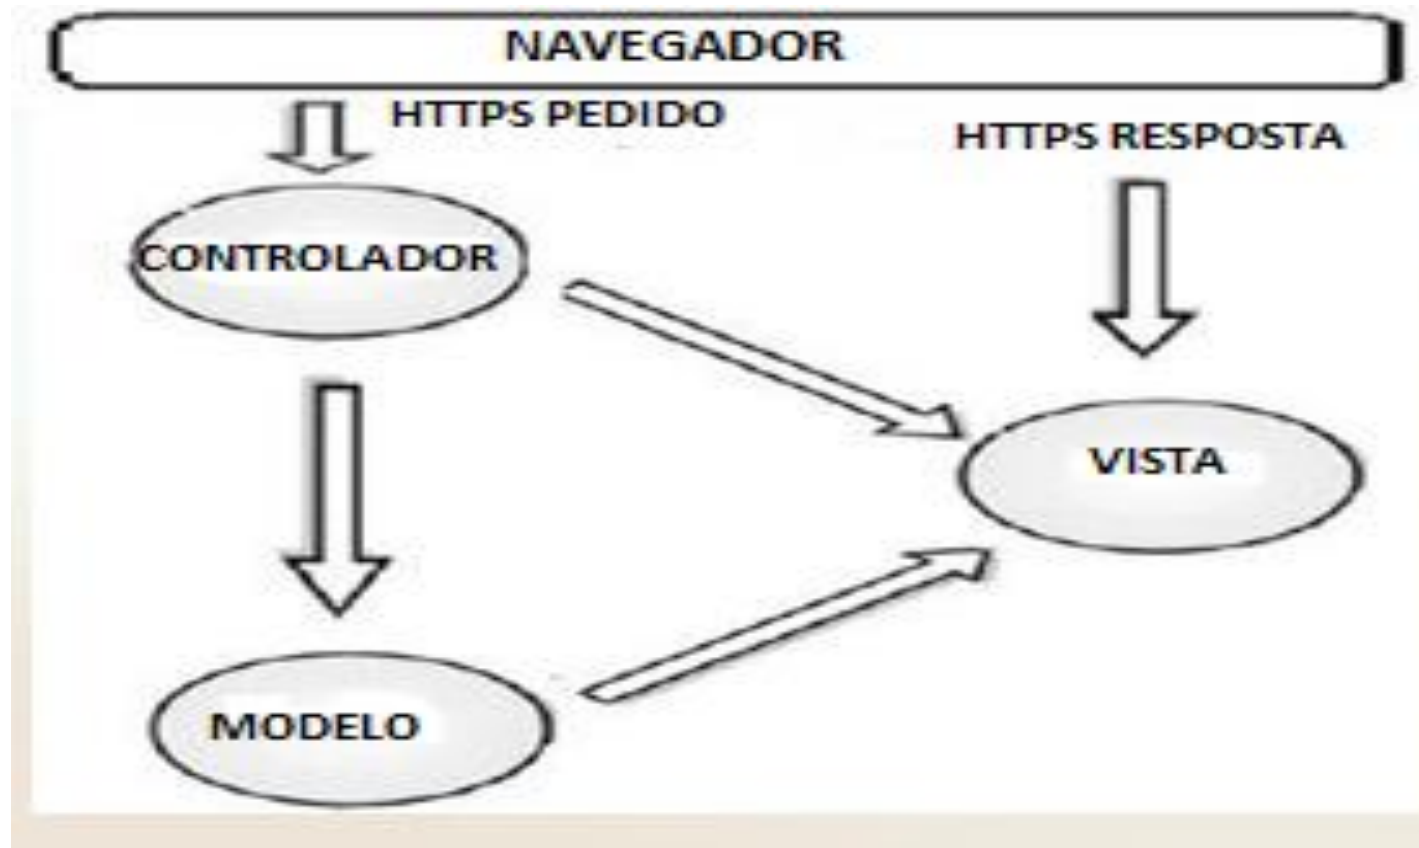 NAVEGADOR
HTTPS PEDIDO
HTTPS RESPOSTA
CONTROLADOR
VISTA
MODELO